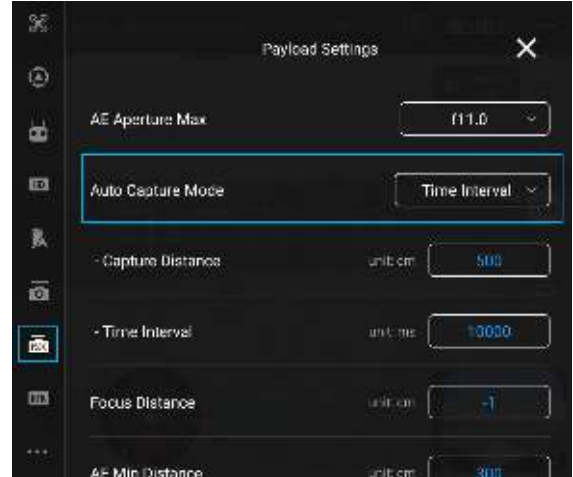 Payload Settings
AE Aperture Max f11.0
Auto Capture Mode Time Interval
- Capture Distance unit: cm 500
- Time Interval unit: ms 10000
Focus Distance unit: cm -1
AE Min Distance unit: cm 300